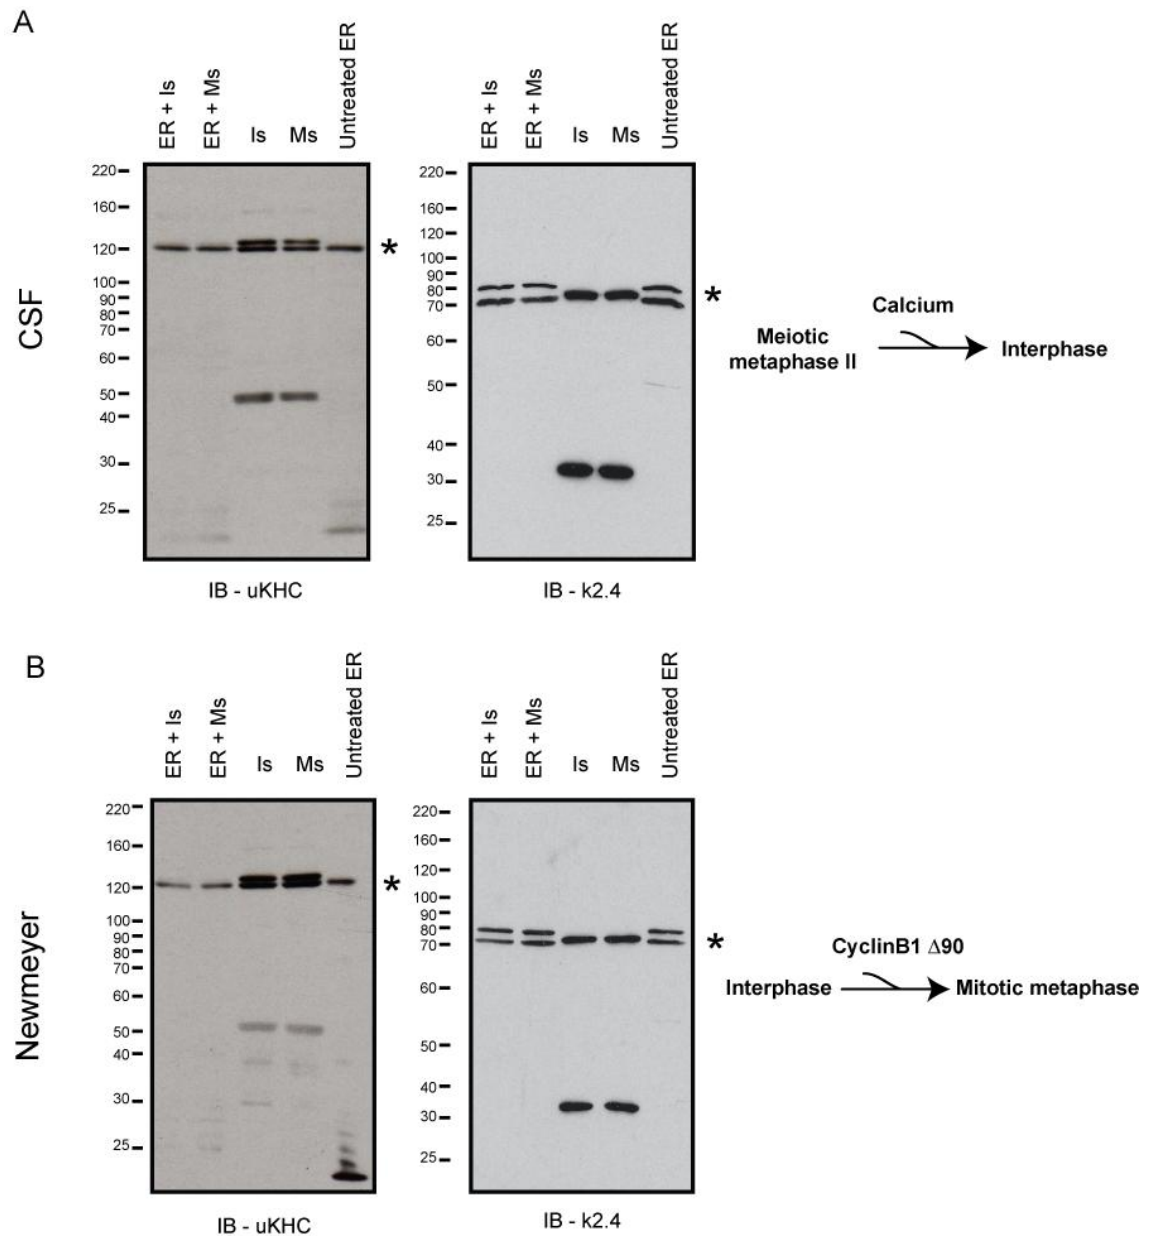 A
ER + Is
ER + Ms
Is
Ms
Untreated ER
ER + Is
ER + Ms
Is
Ms
Untreated ER
CSF
220
160
120
100
90
80
70
60
50
40
30
25
*
220
160
120
100
90
80
70
60
50
40
30
25
*
Calcium
Meiotic
metaphase II
Interphase
IB - uKHC
IB - k2.4
B
ER + Is
ER + Ms
Is
Ms
Untreated ER
ER + Is
ER + Ms
Is
Ms
Untreated ER
Newmeyer
220
160
120
100
90
80
70
60
50
40
30
25
*
220
160
120
100
90
80
70
60
50
40
30
25
*
CyclinB1 Δ90
Interphase
Mitotic metaphase
IB - uKHC
IB - k2.4